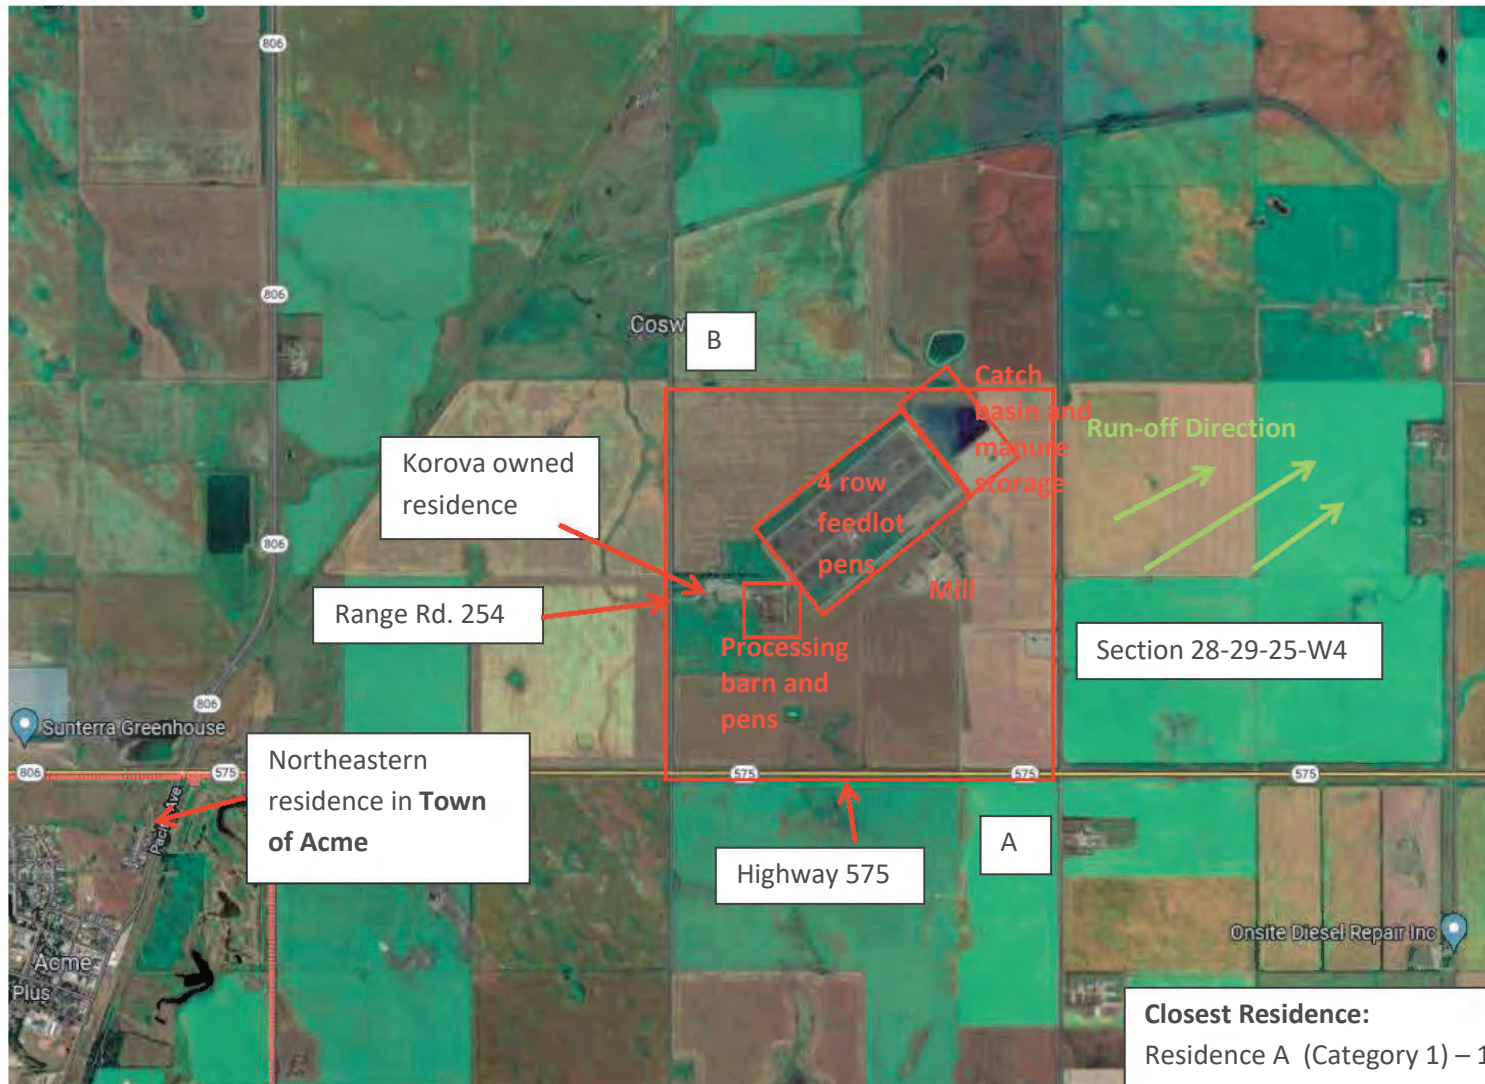 806
806
Cosw
B
Catch
basin and
manure
storage
Run-off Direction
Korova owned
residence
4 row
feedlot
pens
806
Mill
Range Rd. 254
Processing
barn and
pens
Section 28-29-25-W4
806
Sunterra Greenhouse
Northeastern
residence in Town
of Acme
806
575
575
575
575
Pac Ave
A
Highway 575
Onsite Diesel Repair Inc
Acme
Plus
Closest Residence:
Residence A (Category 1) – 1